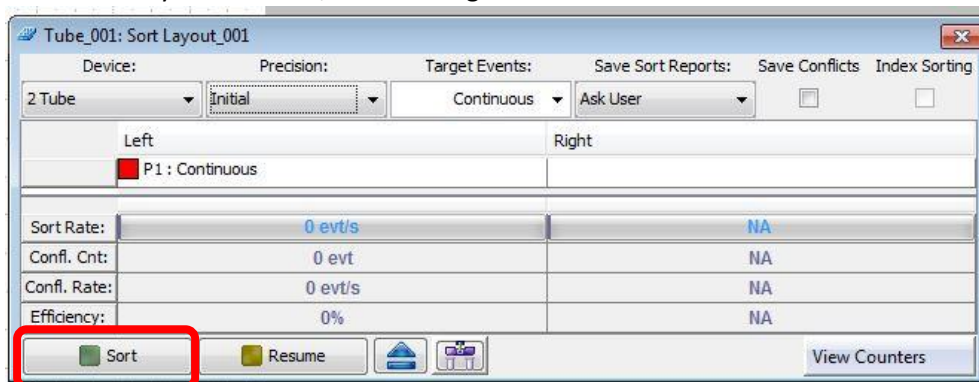 Tube_001: Sort Layout_001
Device: Precision: Target Events: Save Sort Reports: Save Conflicts Index Sorting
2 Tube Initial Continuous Ask User
Left Right
P1 : Continuous
Sort Rate: 0 evt/s NA
Confl. Cnt: 0 evt NA
Confl. Rate: 0 evt/s NA
Efficiency: 0% NA
Sort Resume View Counters